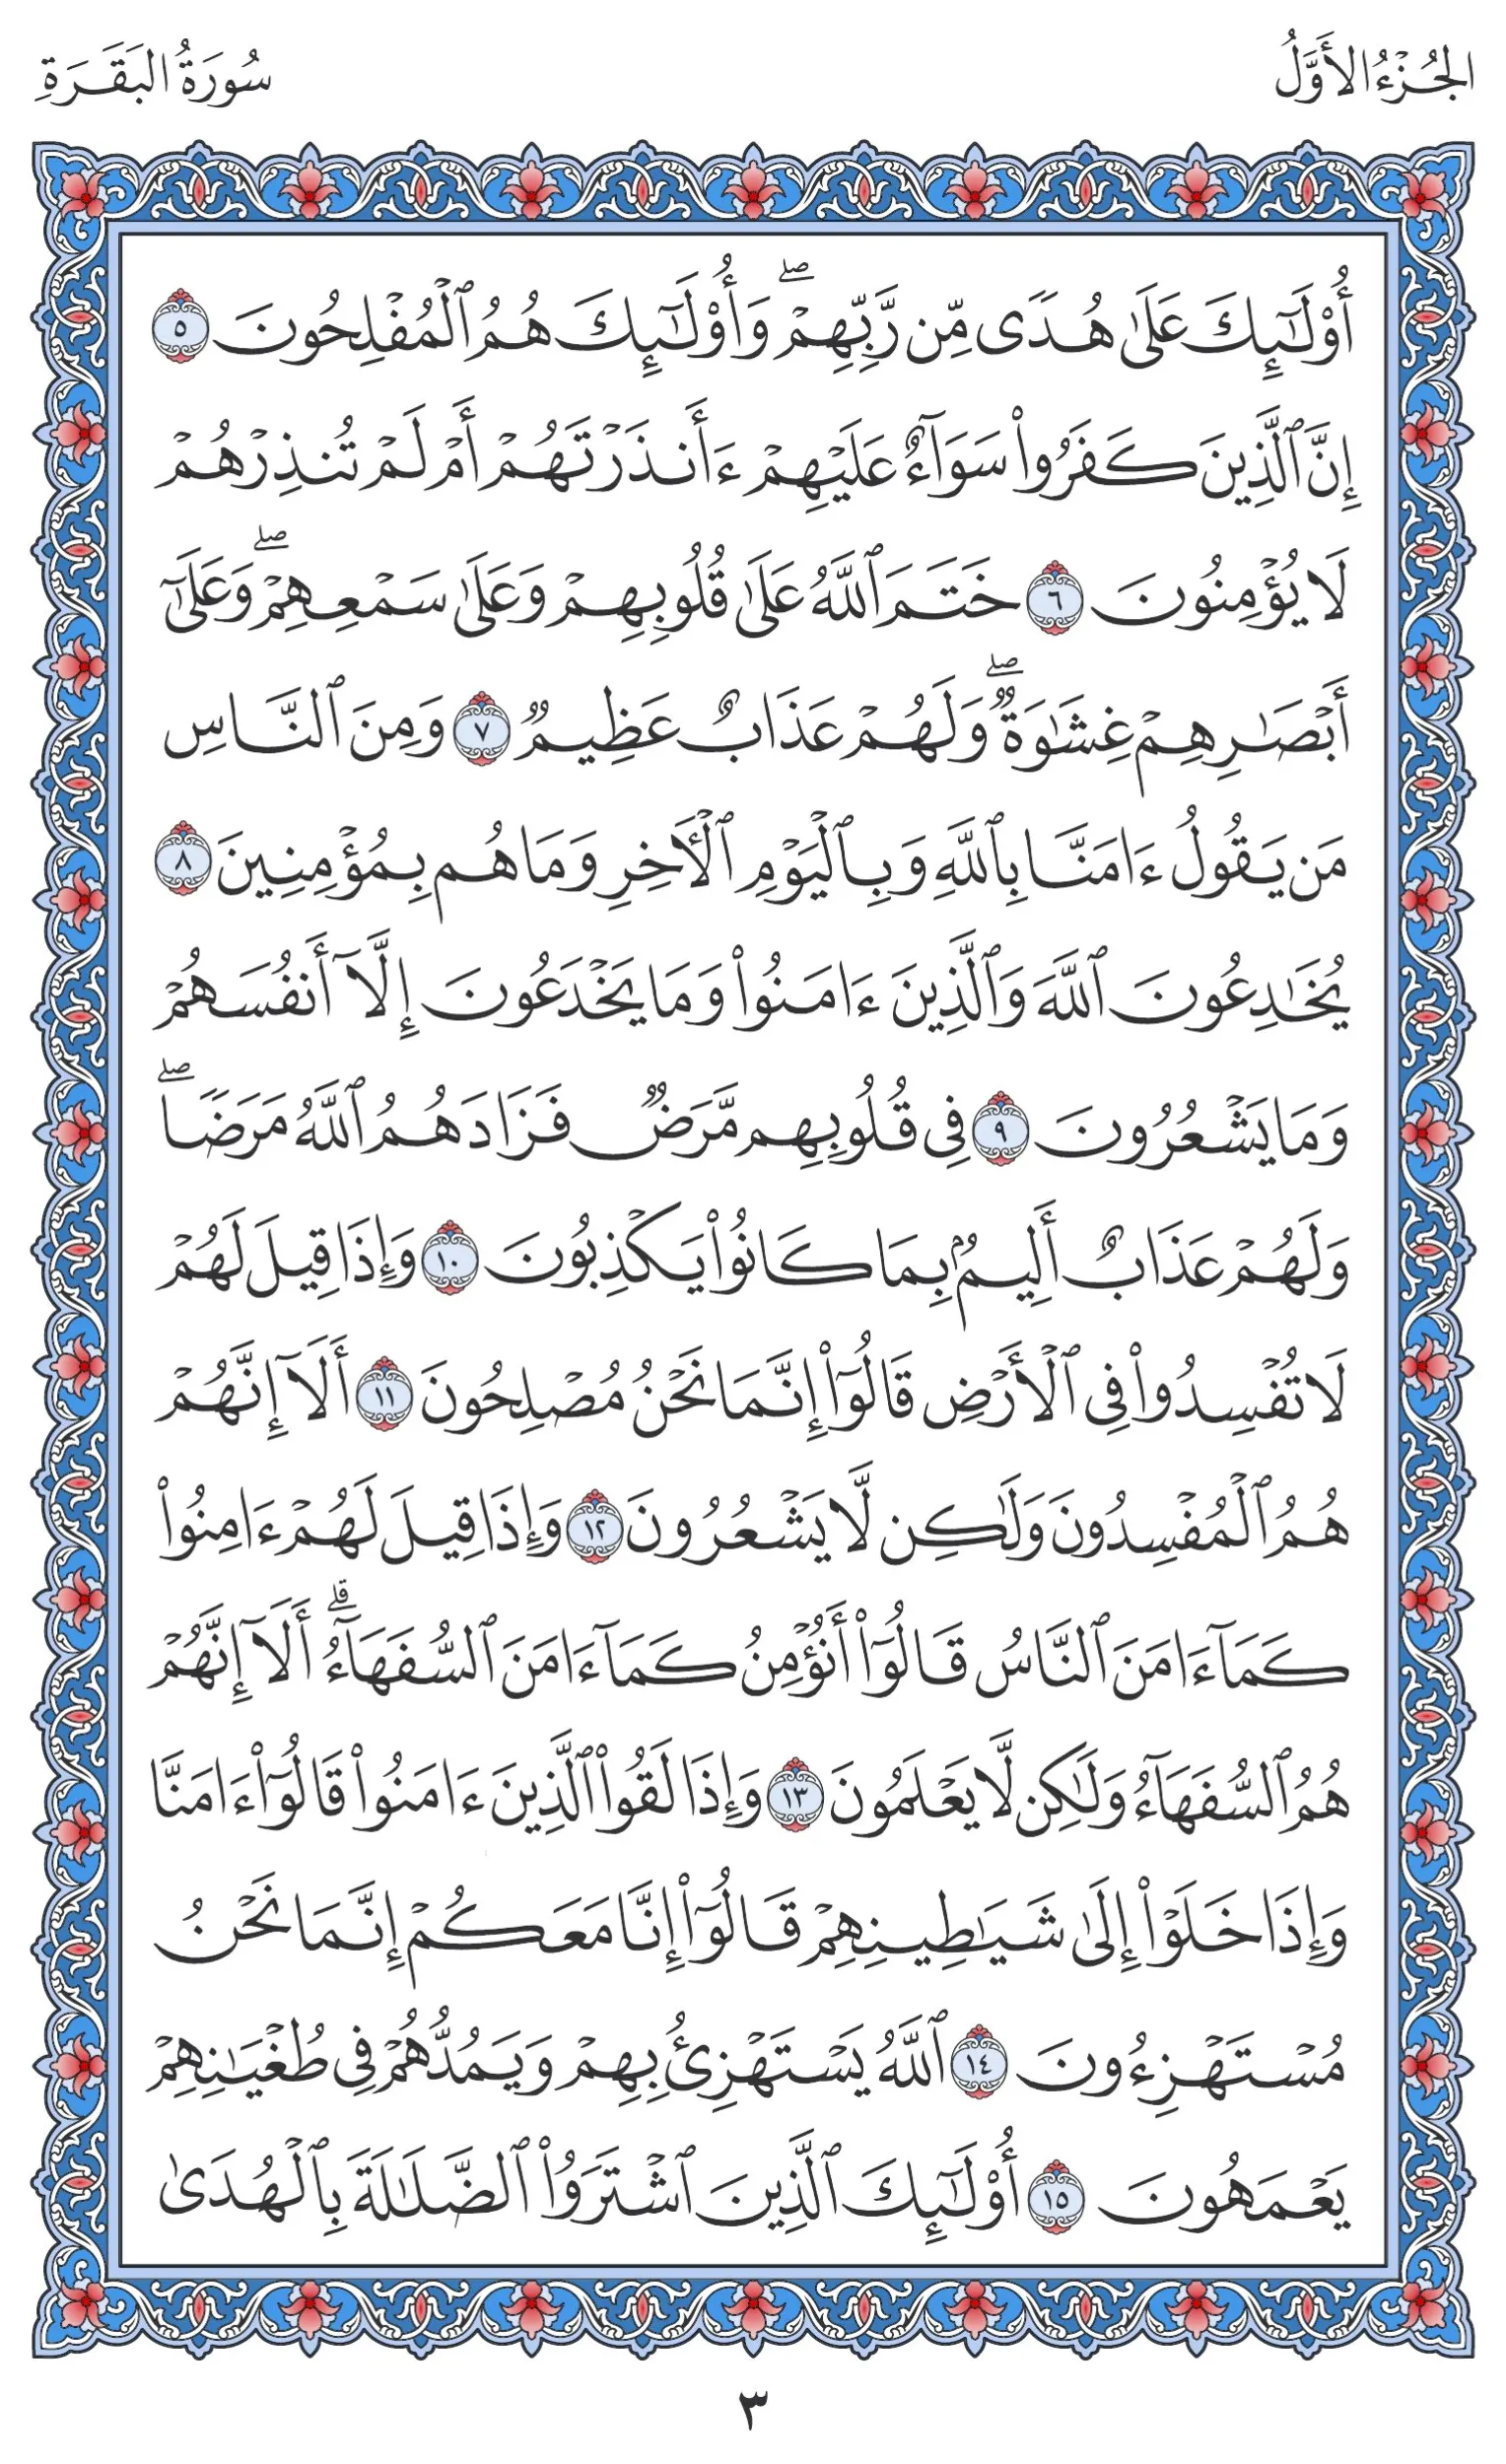 الجُزْءُ الأَوَّلُ
سُورَةُ البَقَرَةِ
أُو۟لَـٰٓئِكَ عَلَىٰ هُدًى مِّن رَّبِّهِمْ ۖ وَأُو۟لَـٰٓئِكَ هُمُ ٱلْمُفْلِحُونَ ٥
إِنَّ ٱلَّذِينَ كَفَرُوا۟ سَوَآءٌ عَلَيْهِمْ ءَأَنذَرْتَهُمْ أَمْ لَمْ تُنذِرْهُمْ
لَا يُؤْمِنُونَ ٦ خَتَمَ ٱللَّهُ عَلَىٰ قُلُوبِهِمْ وَعَلَىٰ سَمْعِهِمْ ۖ وَعَلَىٰٓ
أَبْصَـٰرِهِمْ غِشَـٰوَةٌ ۖ وَلَهُمْ عَذَابٌ عَظِيمٌ ٧ وَمِنَ ٱلنَّاسِ
مَن يَقُولُ ءَامَنَّا بِٱللَّهِ وَبِٱلْيَوْمِ ٱلْـَٔاخِرِ وَمَا هُم بِمُؤْمِنِينَ ٨
يُخَـٰدِعُونَ ٱللَّهَ وَٱلَّذِينَ ءَامَنُوا۟ وَمَا يَخْدَعُونَ إِلَّآ أَنفُسَهُمْ
وَمَا يَشْعُرُونَ ٩ فِى قُلُوبِهِم مَّرَضٌ فَزَادَهُمُ ٱللَّهُ مَرَضًا ۖ
وَلَهُمْ عَذَابٌ أَلِيمٌۢ بِمَا كَانُوا۟ يَكْذِبُونَ ١٠ وَإِذَا قِيلَ لَهُمْ
لَا تُفْسِدُوا۟ فِى ٱلْأَرْضِ قَالُوٓا۟ إِنَّمَا نَحْنُ مُصْلِحُونَ ١١ أَلَآ إِنَّهُمْ
هُمُ ٱلْمُفْسِدُونَ وَلَـٰكِن لَّا يَشْعُرُونَ ١٢ وَإِذَا قِيلَ لَهُمْ ءَامِنُوا۟
كَمَآ ءَامَنَ ٱلنَّاسُ قَالُوٓا۟ أَنُؤْمِنُ كَمَآ ءَامَنَ ٱلسُّفَهَآءُ ۗ أَلَآ إِنَّهُمْ
هُمُ ٱلسُّفَهَآءُ وَلَـٰكِن لَّا يَعْلَمُونَ ١٣ وَإِذَا لَقُوا۟ ٱلَّذِينَ ءَامَنُوا۟ قَالُوٓا۟ ءَامَنَّا
وَإِذَا خَلَوْا۟ إِلَىٰ شَيَـٰطِينِهِمْ قَالُوٓا۟ إِنَّا مَعَكُمْ إِنَّمَا نَحْنُ
مُسْتَهْزِءُونَ ١٤ ٱللَّهُ يَسْتَهْزِئُ بِهِمْ وَيَمُدُّهُمْ فِى طُغْيَـٰنِهِمْ
يَعْمَهُونَ ١٥ أُو۟لَـٰٓئِكَ ٱلَّذِينَ ٱشْتَرَوُا۟ ٱلضَّلَـٰلَةَ بِٱلْهُدَىٰ
٣